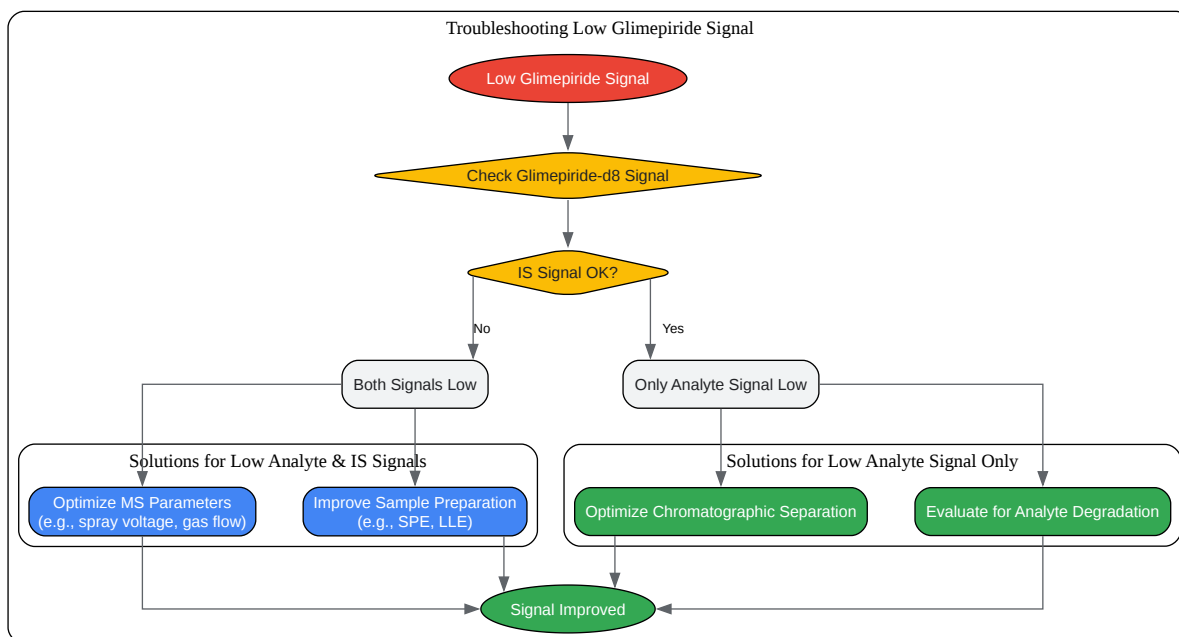 Troubleshooting Low Glimepiride Signal
Low Glimepiride Signal
Check Glimepiride-d8 Signal
IS Signal OK?
No
Yes
Both Signals Low
Only Analyte Signal Low
Solutions for Low Analyte & IS Signals
Solutions for Low Analyte Signal Only
Optimize MS Parameters
(e.g., spray voltage, gas flow)
Improve Sample Preparation
(e.g., SPE, LLE)
Optimize Chromatographic Separation
Evaluate for Analyte Degradation
Signal Improved